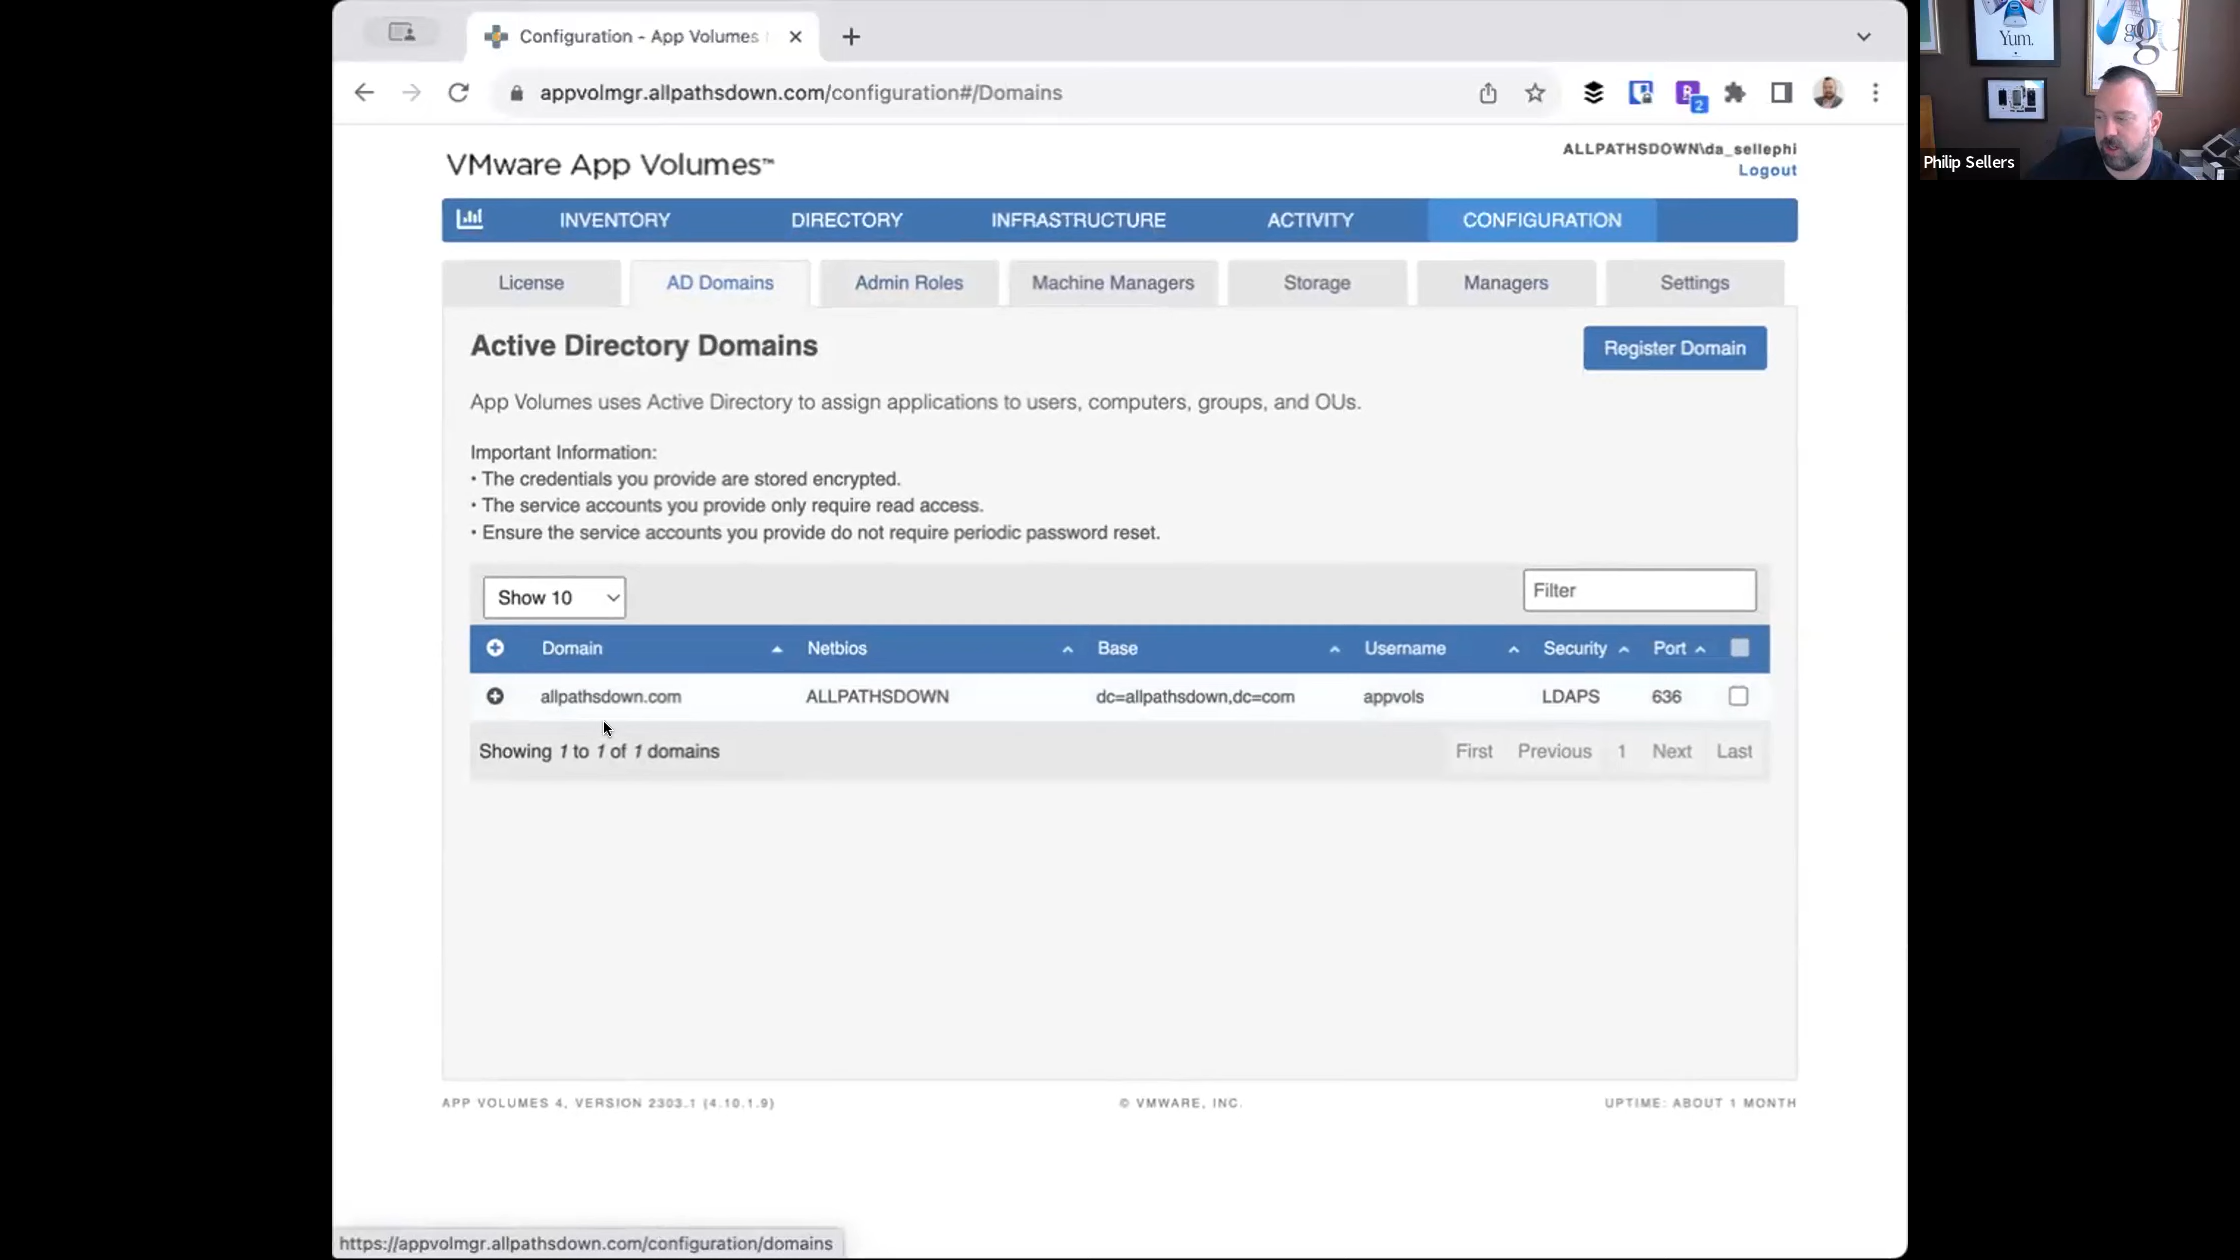 Configuration - App Volumes
appvolmgr.allpathsdown.com/configuration#/Domains
2
Yum.
Philip Sellers
VMware App Volumes™
ALLPATHSDOWN\da_sellephi
Logout
INVENTORY DIRECTORY INFRASTRUCTURE ACTIVITY CONFIGURATION
License AD Domains Admin Roles Machine Managers Storage Managers Settings
Active Directory Domains
Register Domain
App Volumes uses Active Directory to assign applications to users, computers, groups, and OUs.
Important Information:
• The credentials you provide are stored encrypted.
• The service accounts you provide only require read access.
• Ensure the service accounts you provide do not require periodic password reset.
Show 10
Filter
Domain Netbios Base Username Security Port
allpathsdown.com ALLPATHSDOWN dc=allpathsdown,dc=com appvols LDAPS 636
Showing 1 to 1 of 1 domains
First Previous 1 Next Last
APP VOLUMES 4, VERSION 2303.1 (4.10.1.9) © VMWARE, INC. UPTIME: ABOUT 1 MONTH
https://appvolmgr.allpathsdown.com/configuration/domains